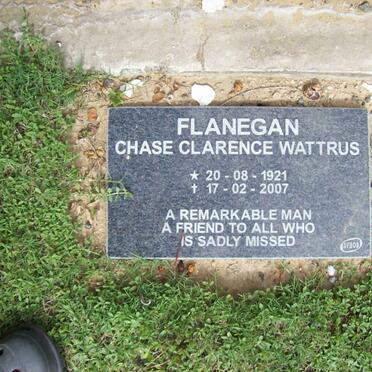 FLANEGAN
CHASE CLARENCE WATTRUS
★ 20 - 08 - 1921
✝ 17 - 02 - 2007
A REMARKABLE MAN
A FRIEND TO ALL WHO
IS SADLY MISSED